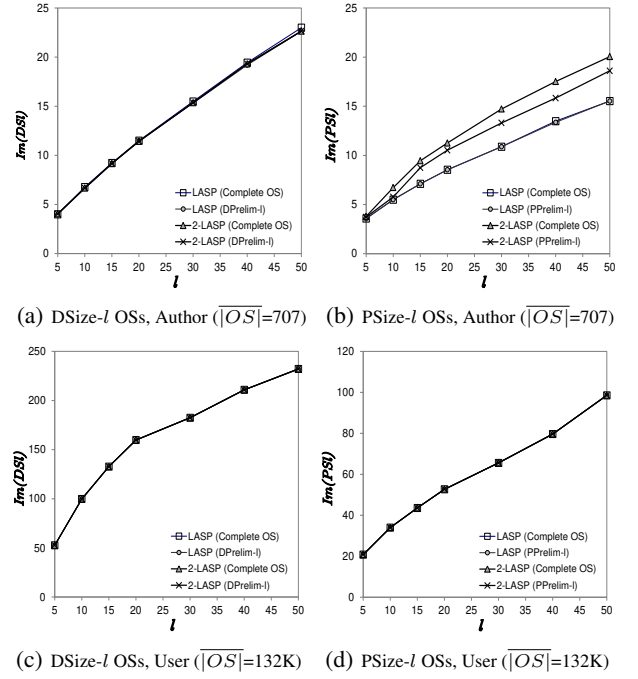 25
20
15
10
5
0
Im(DSl)
LASP (Complete OS)
LASP (DPrelim-l)
2-LASP (Complete OS)
2-LASP (DPrelim-l)
5 10 15 20 25 30 35 40 45 50
l
(a) DSize-l OSs, Author (|OS|=707)
25
20
15
10
5
0
Im(PSl)
LASP (Complete OS)
LASP (PPrelim-l)
2-LASP (Complete OS)
2-LASP (PPrelim-l)
5 10 15 20 25 30 35 40 45 50
l
(b) PSize-l OSs, Author (|OS|=707)
250
200
150
100
50
0
Im(DSl)
LASP (Complete OS)
LASP (DPrelim-l)
2-LASP (Complete OS)
2-LASP (DPrelim-l)
5 10 15 20 25 30 35 40 45 50
l
(c) DSize-l OSs, User (|OS|=132K)
120
100
80
60
40
20
0
Im(PSl)
LASP (Complete OS)
LASP (PPrelim-l)
2-LASP (Complete OS)
2-LASP (PPrelim-l)
5 10 15 20 25 30 35 40 45 50
l
(d) PSize-l OSs, User (|OS|=132K)